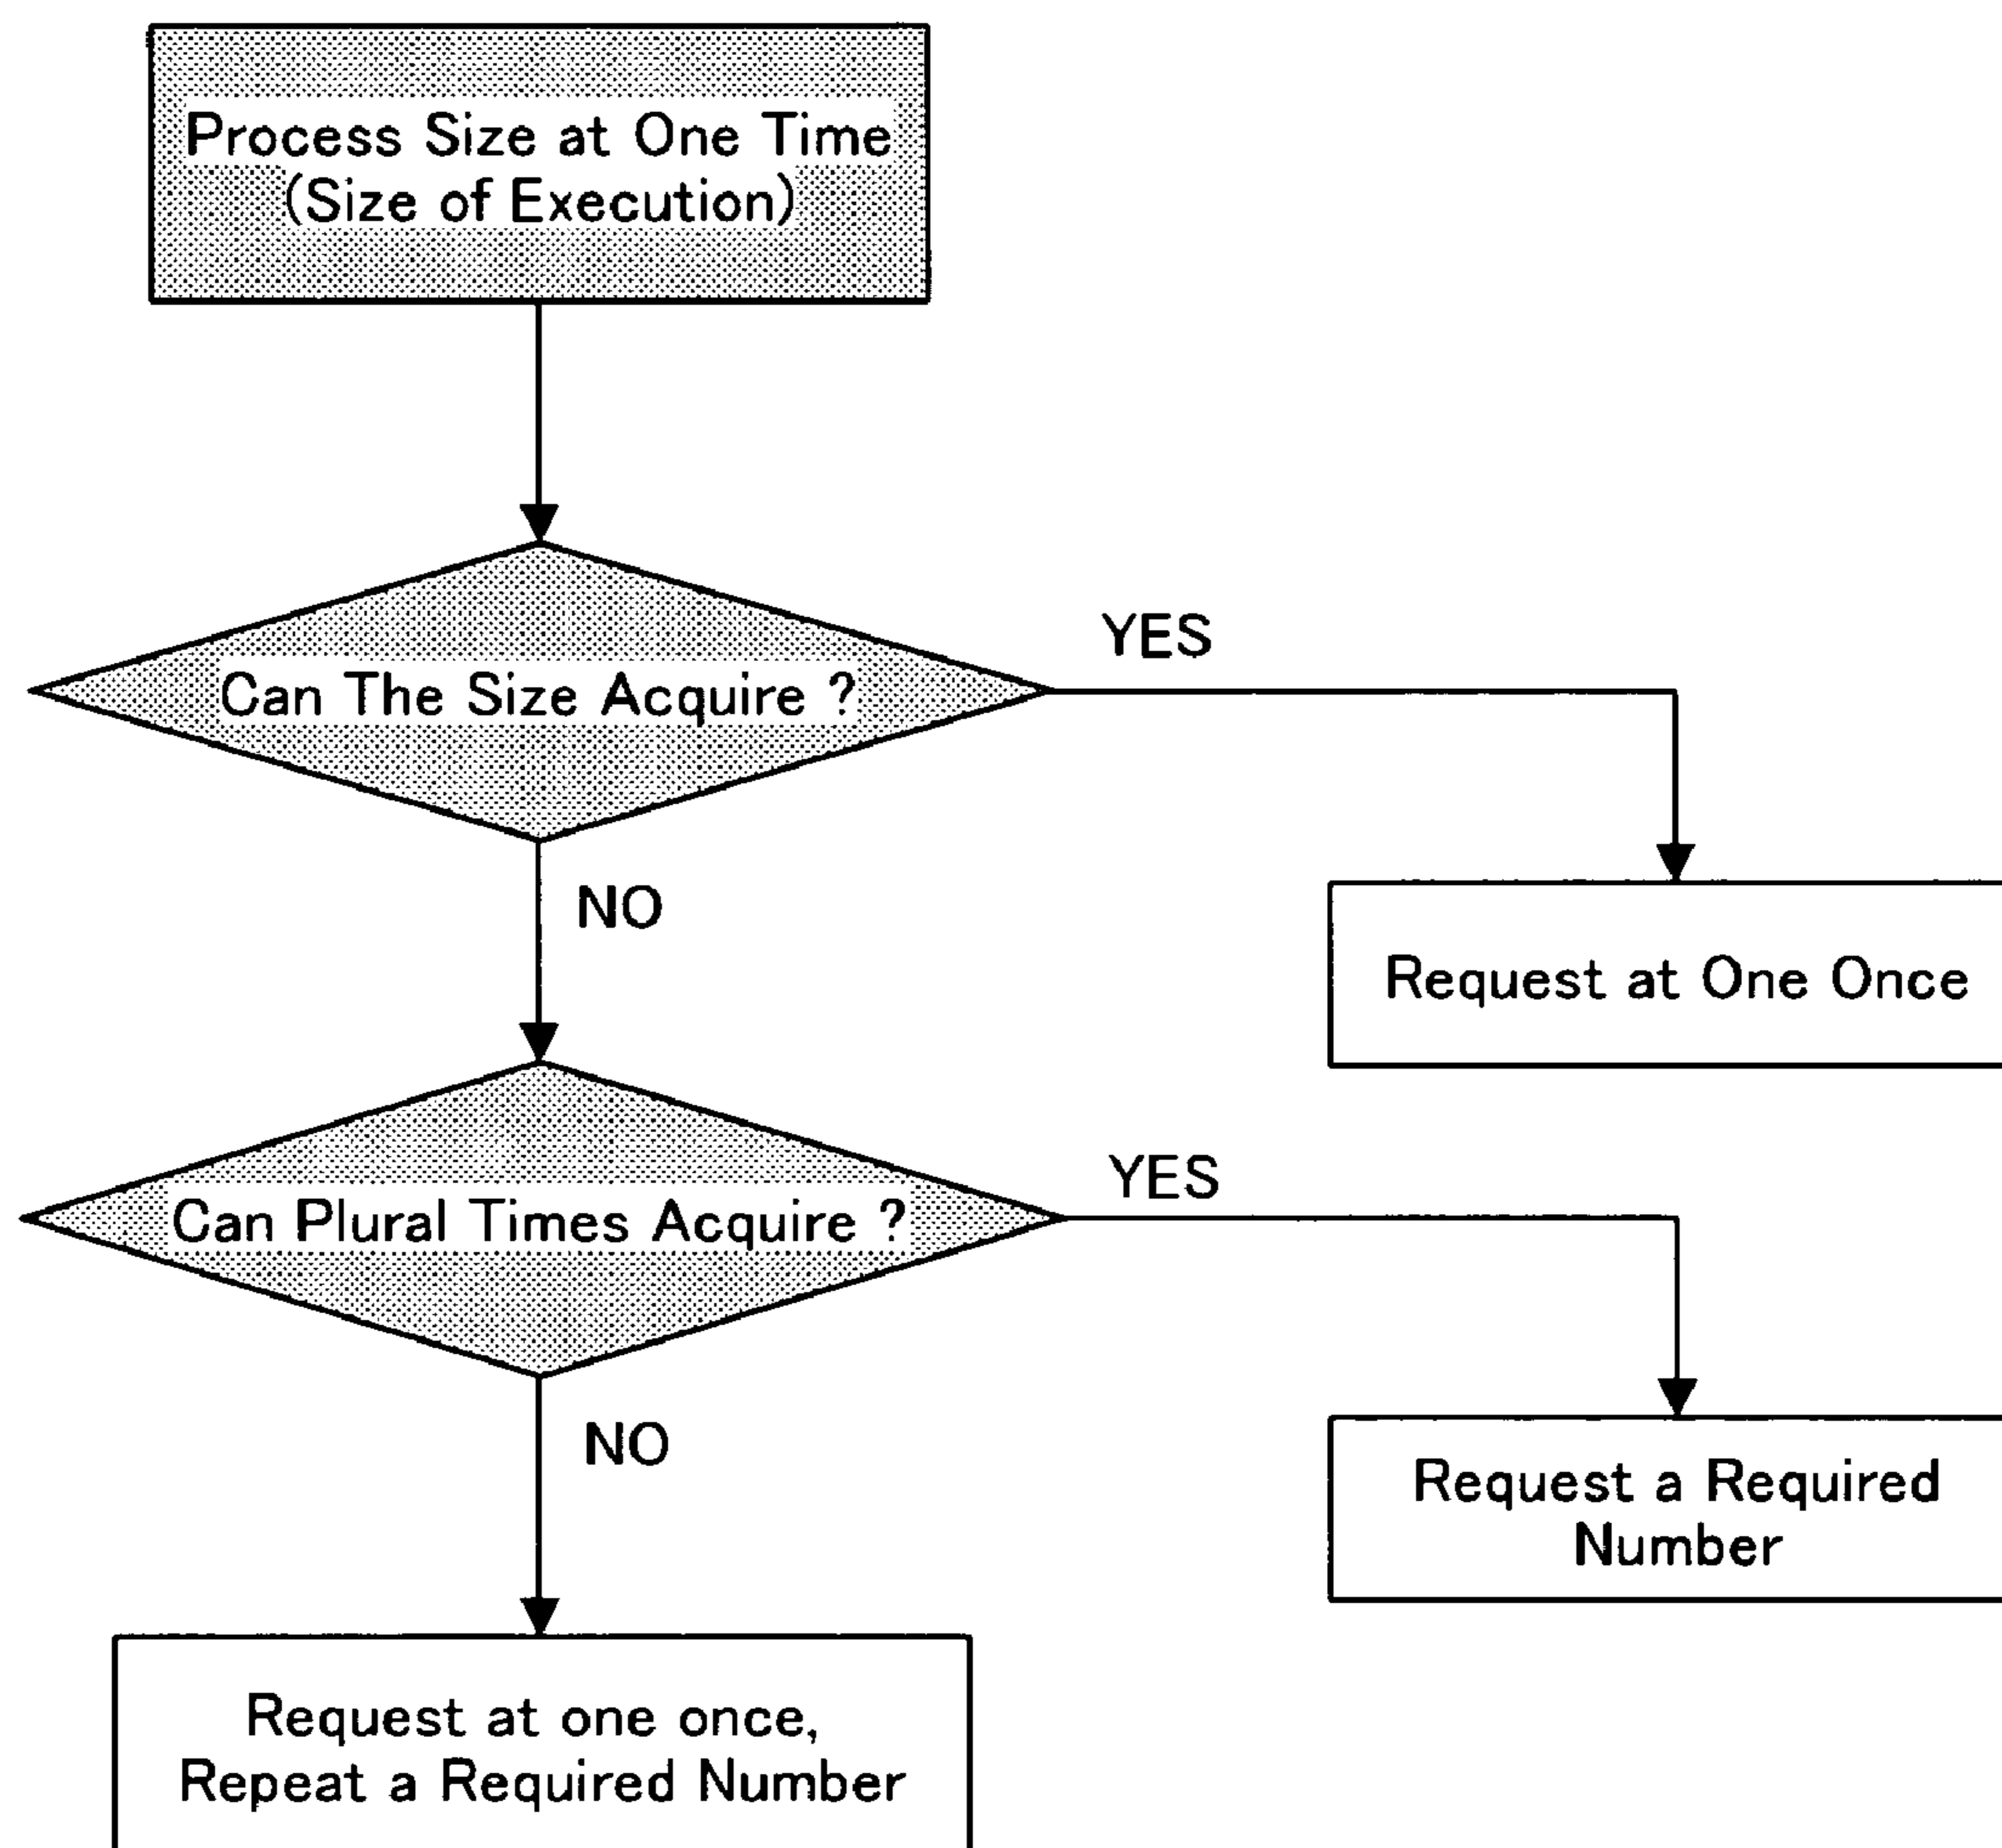 Process Size at One Time
(Size of Execution)
Can The Size Acquire ?
YES
NO
Request at One Once
Can Plural Times Acquire ?
YES
NO
Request a Required
Number
Request at one once,
Repeat a Required Number